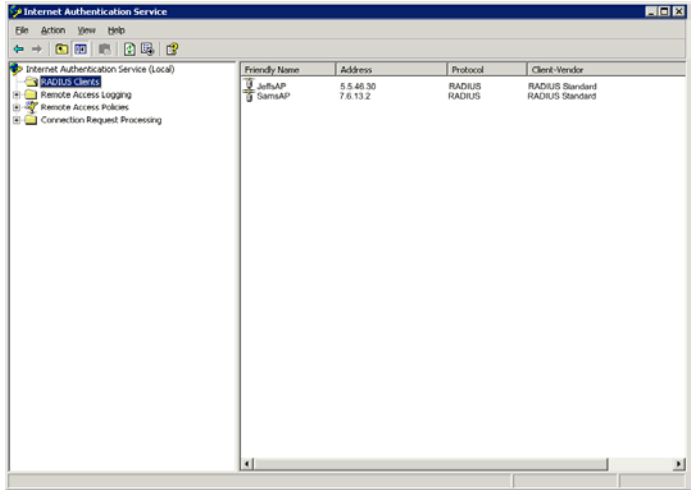 Internet Authentication Service
File Action View Help
Internet Authentication Service (Local)
RADIUS Clients
Remote Access Logging
Remote Access Policies
Connection Request Processing
Friendly Name Address Protocol Client-Vendor
JeffsAP 5.5.46.30 RADIUS RADIUS Standard
SamsAP 7.6.13.2 RADIUS RADIUS Standard